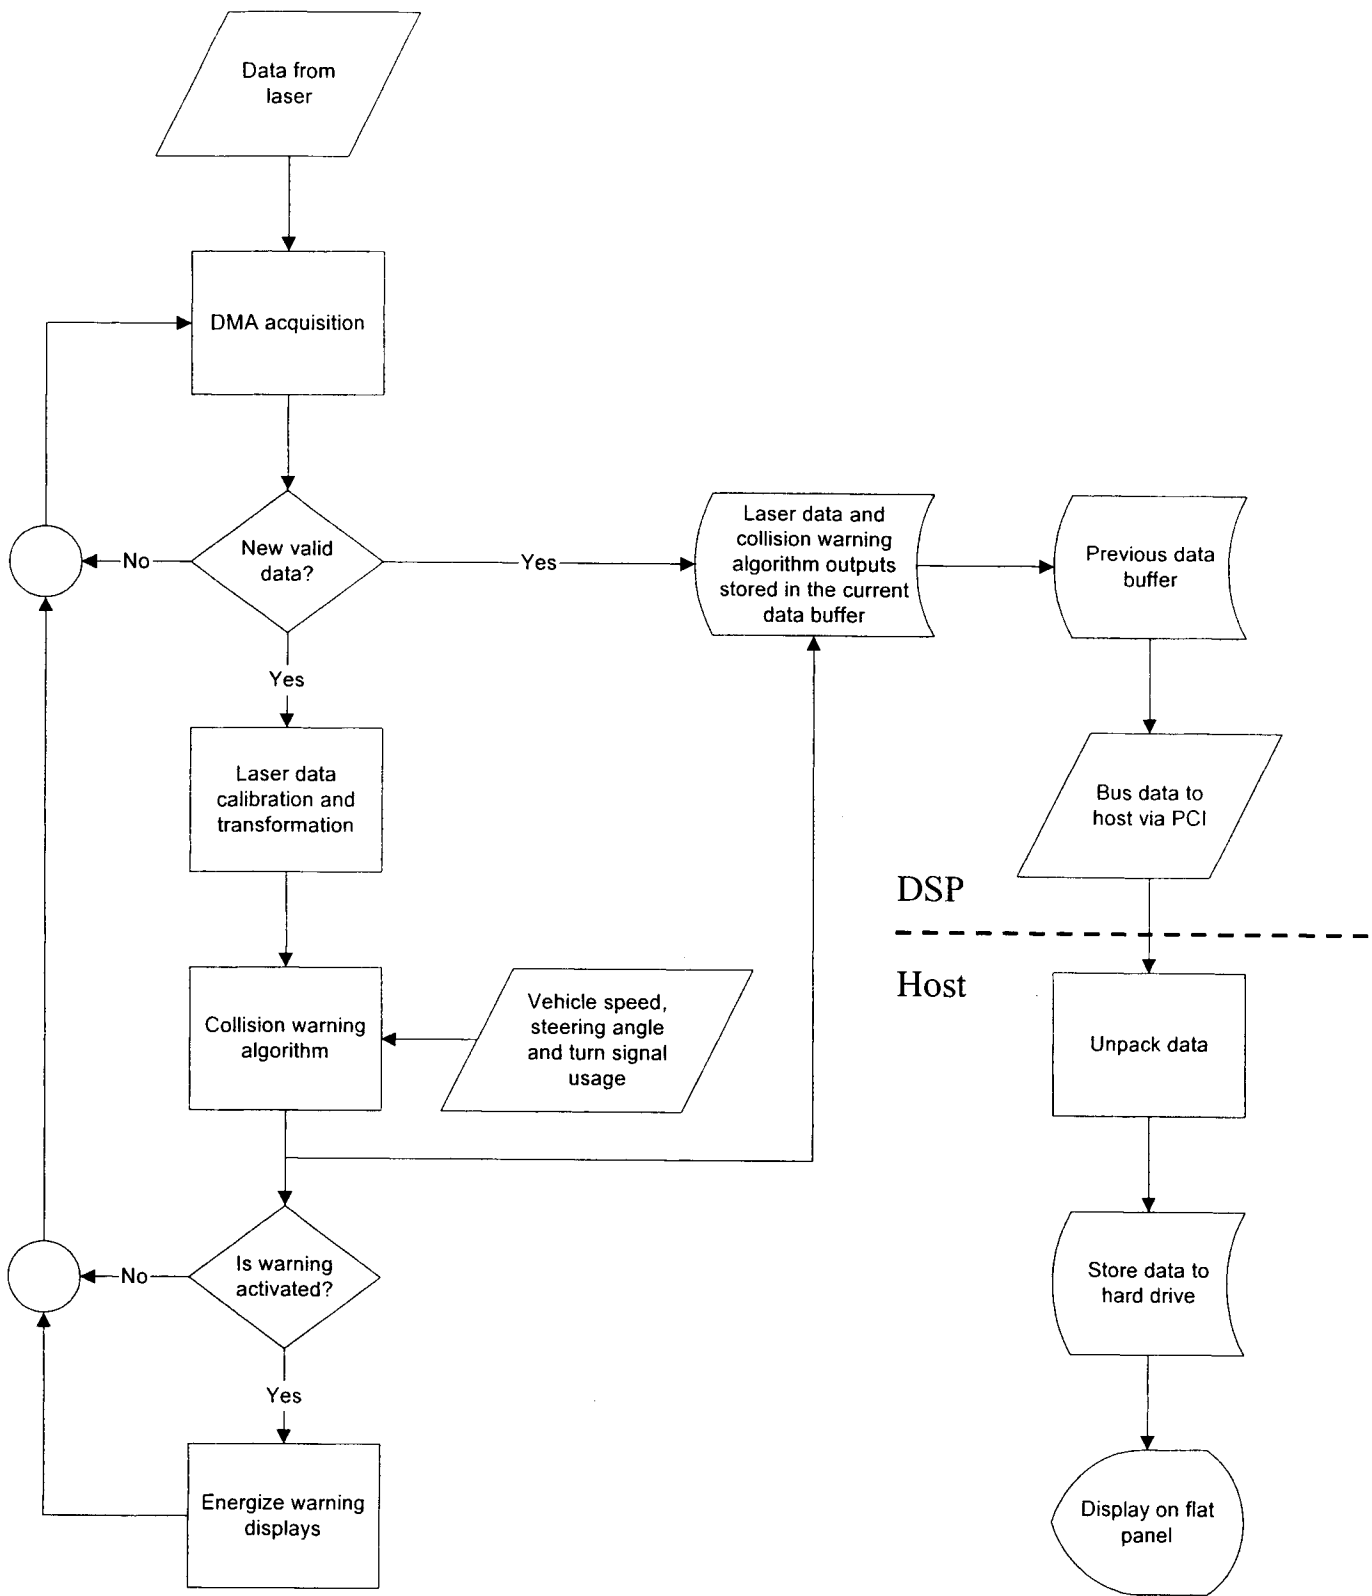 Data from
laser
DMA acquisition
New valid
data?
No
Yes
Laser data and
collision warning
algorithm outputs
stored in the current
data buffer
Previous data
buffer
Yes
Laser data
calibration and
transformation
Bus data to
host via PCI
DSP
Host
Collision warning
algorithm
Vehicle speed,
steering angle
and turn signal
usage
Unpack data
Is warning
activated?
No
Yes
Store data to
hard drive
Energize warning
displays
Display on flat
panel